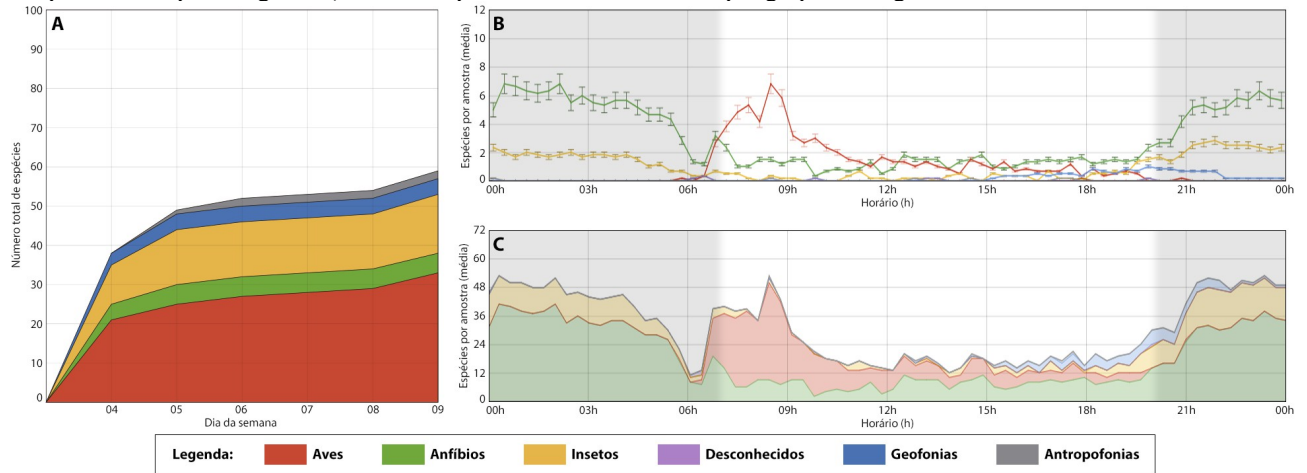 A
Número total de espécies
100
90
80
70
60
50
40
30
20
10
0
04
05
06
07
08
09
Dia da semana
B
Espécies por amostra (média)
12
10
8
6
4
2
0
00h
03h
06h
09h
12h
15h
18h
21h
00h
Horário (h)
C
Espécies por amostra (média)
72
60
48
36
24
12
0
00h
03h
06h
09h
12h
15h
18h
21h
00h
Horário (h)
Legenda: Aves Anfíbios Insetos Desconhecidos Geofonias Antropofonias